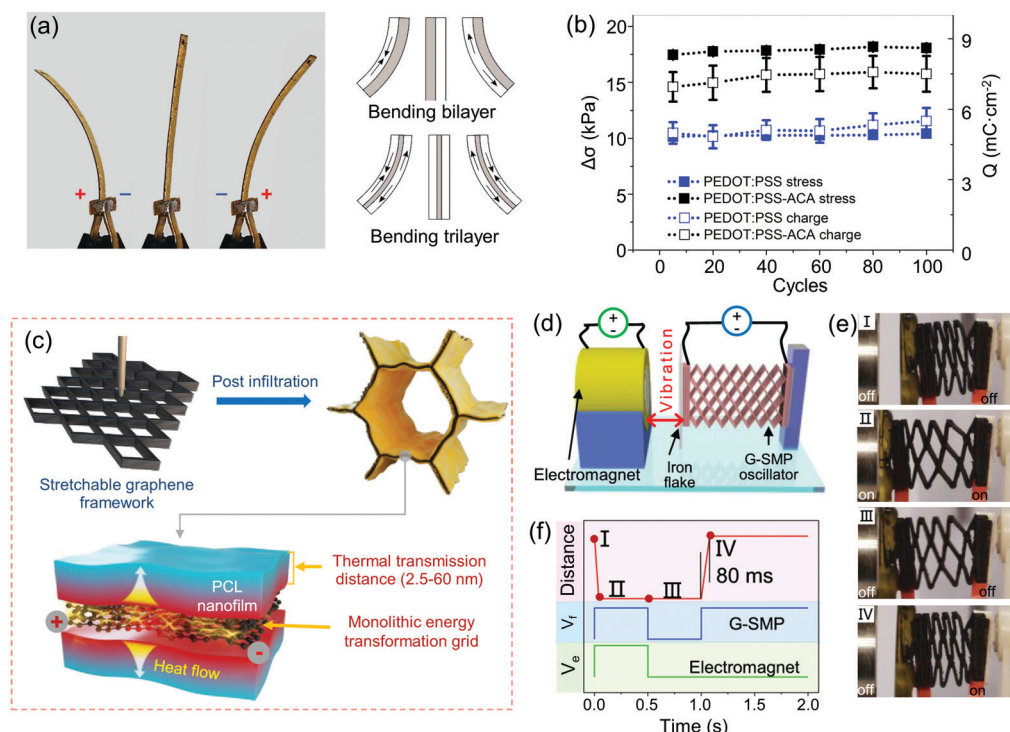 (a)
+ −
− +
Bending bilayer
Bending trilayer
(b)
20
15
10
5
0
Δσ (kPa)
9
6
3
0
Q (mC·cm⁻²)
PEDOT:PSS stress
PEDOT:PSS-ACA stress
PEDOT:PSS charge
PEDOT:PSS-ACA charge
0 20 40 60 80 100
Cycles
(c)
Post infiltration
Stretchable graphene
framework
PCL
nanofilm
Thermal transmission
distance (2.5-60 nm)
Monolithic energy
transformation grid
+
-
Heat flow
(d)
+
-
+
-
Vibration
Electromagnet
Iron
flake
G-SMP
oscillator
(e)
I
off
off
II
on
on
III
off
off
IV
off
on
(f)
Distance
I
II
III
IV
80 ms
Vf
G-SMP
Ve
Electromagnet
0.0 0.5 1.0 1.5 2.0
Time (s)